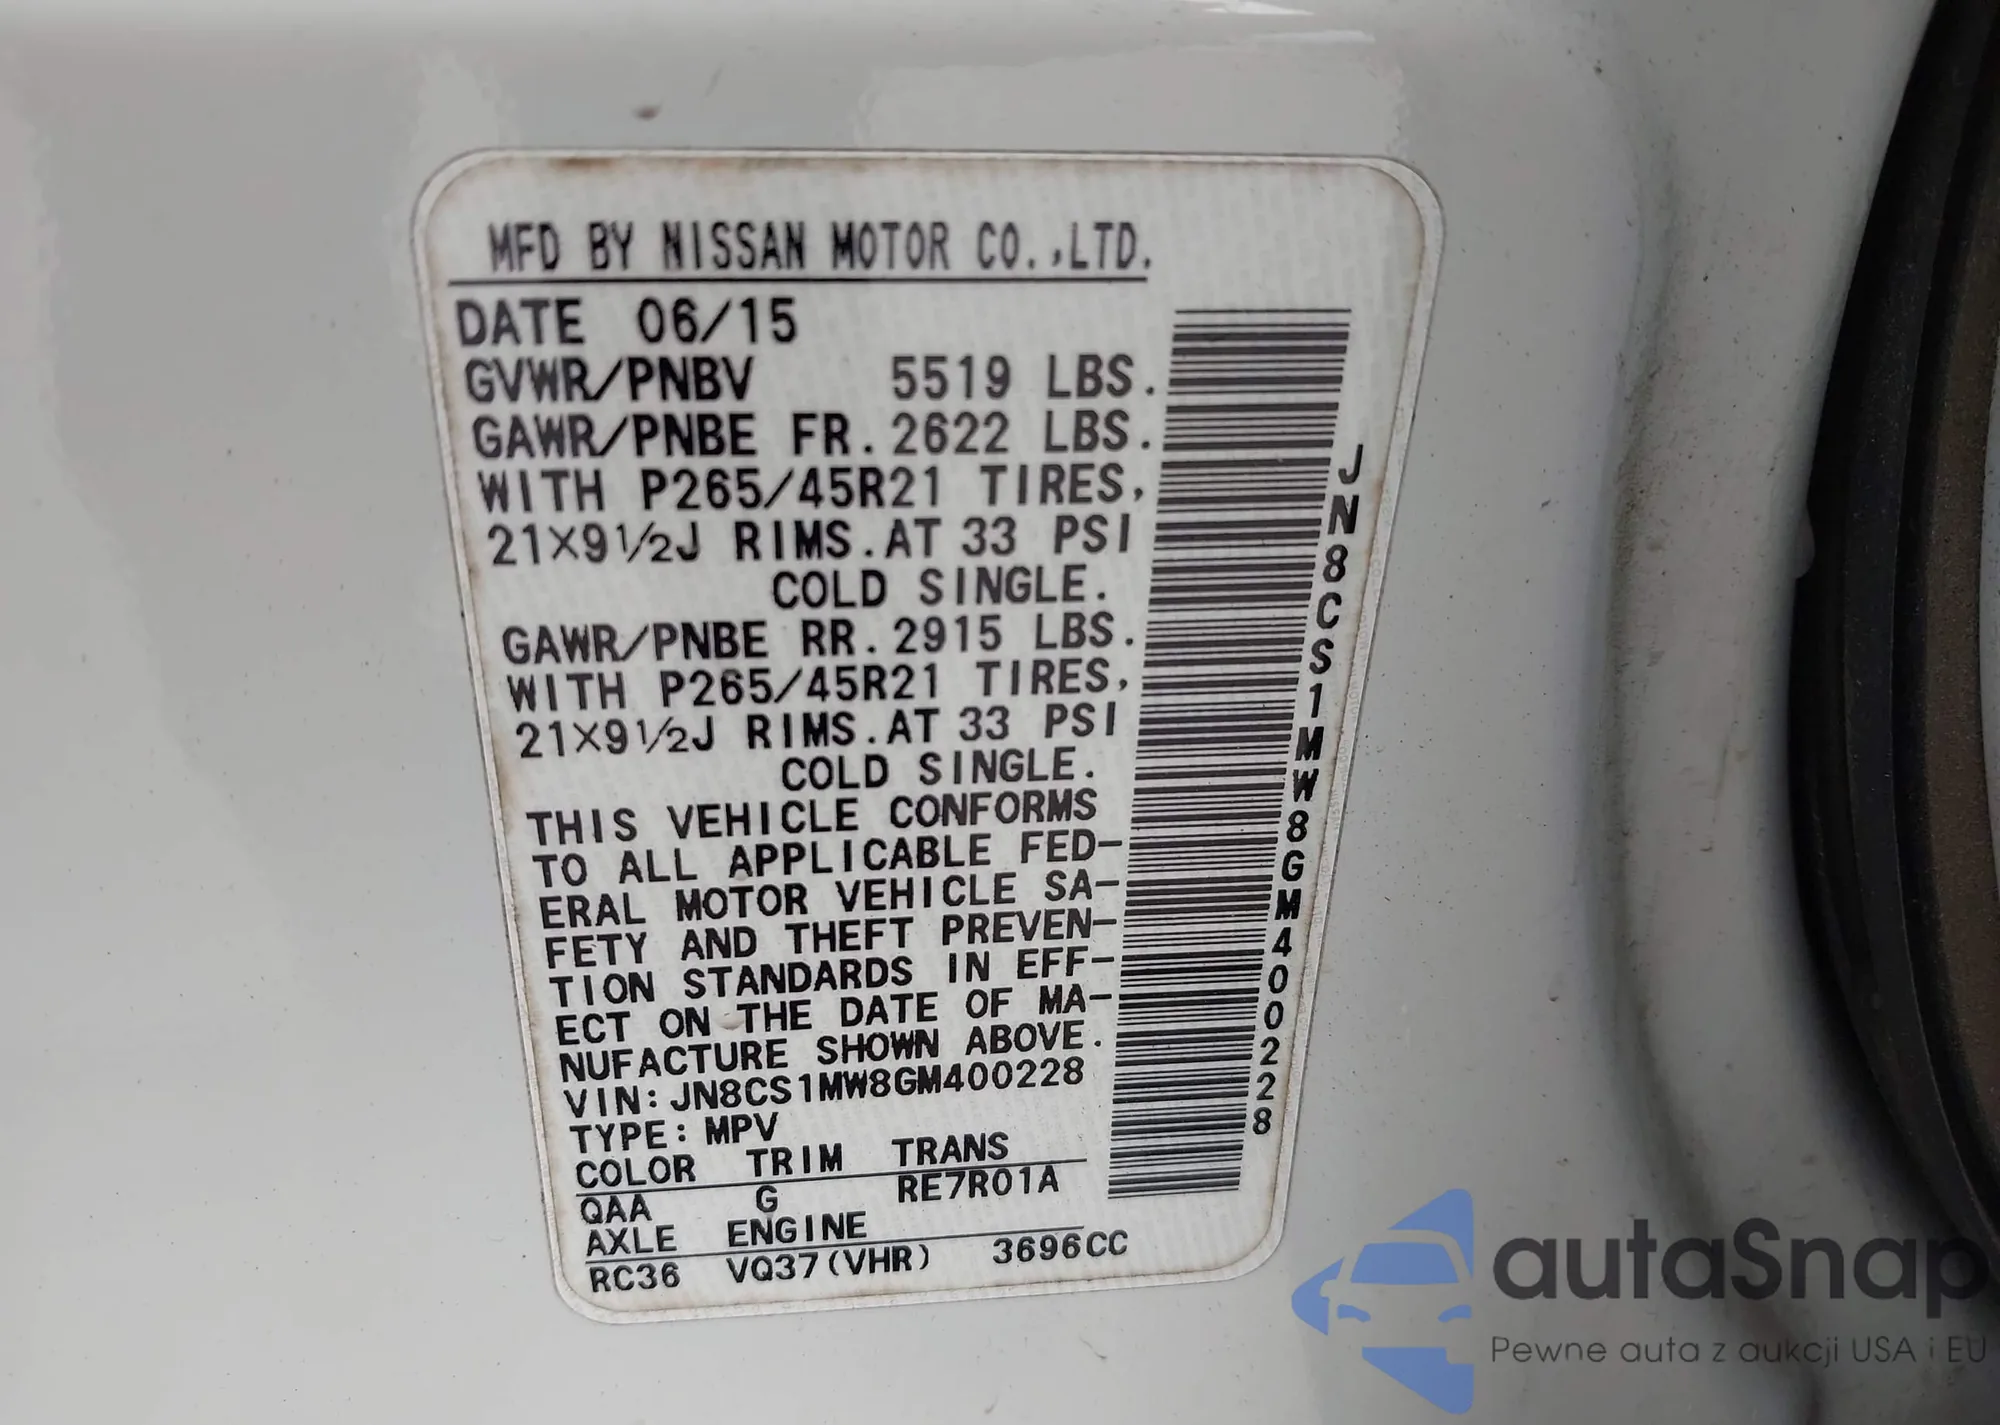 MFD BY NISSAN MOTOR CO.,LTD.
DATE 06/15
GVWR/PNBV 5519 LBS.
GAWR/PNBE FR.2622 LBS.
WITH P265/45R21 TIRES,
21X9½J RIMS.AT 33 PSI
COLD SINGLE.
GAWR/PNBE RR.2915 LBS.
WITH P265/45R21 TIRES,
21X9½J RIMS.AT 33 PSI
COLD SINGLE.
THIS VEHICLE CONFORMS
TO ALL APPLICABLE FED-
ERAL MOTOR VEHICLE SA-
FETY AND THEFT PREVEN-
TION STANDARDS IN EFF-
ECT ON THE DATE OF MA-
NUFACTURE SHOWN ABOVE.
VIN:JN8CS1MW8GM400228
TYPE:MPV
COLOR TRIM TRANS
QAA G RE7R01A
AXLE ENGINE
RC36 VQ37(VHR) 3696CC
JN8CS1MW8GM400228
autaSnap
Pewne auta z aukcji USA i EU